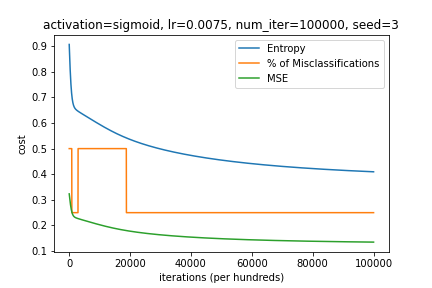 activation=sigmoid, lr=0.0075, num_iter=100000, seed=3
0.9
0.8
0.7
0.6
0.5
0.4
0.3
0.2
0.1
cost
Entropy
% of Misclassifications
MSE
0 20000 40000 60000 80000 100000
iterations (per hundreds)